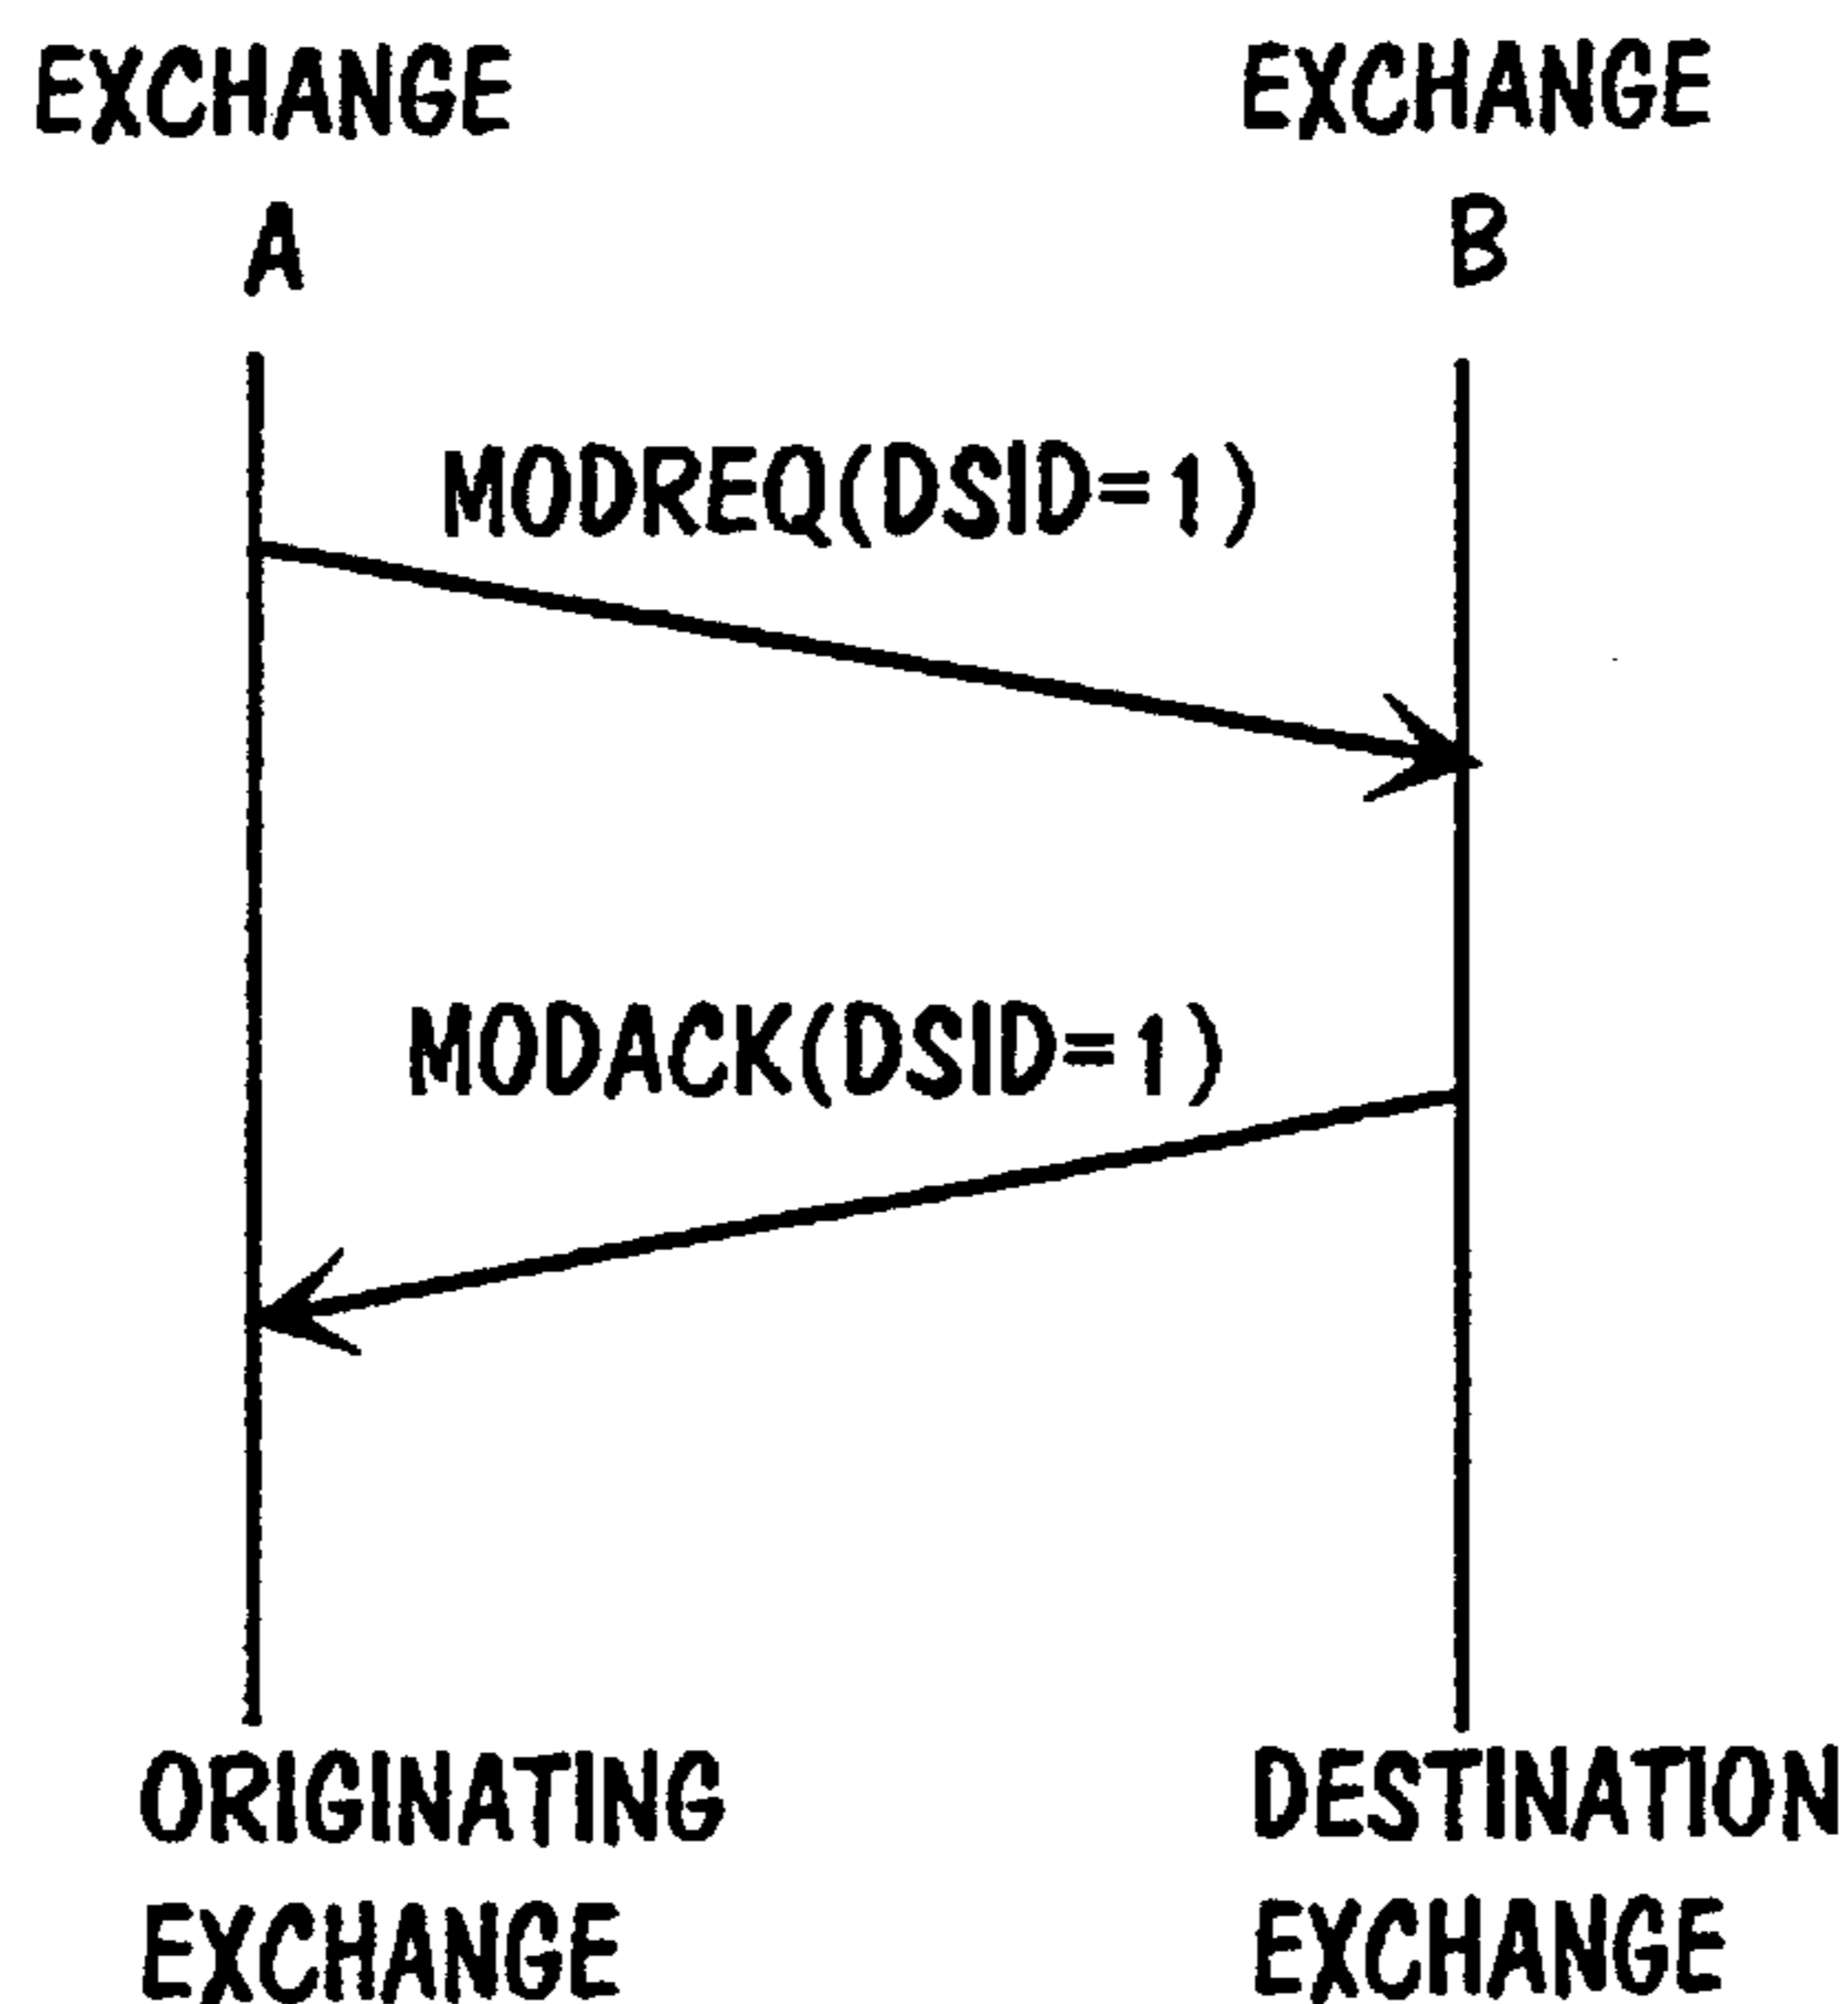 EXCHANGE EXCHANGE
A B
MODREQ(DSID=1)
MODACK(DSID=1)
ORIGINATING DESTINATION
EXCHANGE EXCHANGE